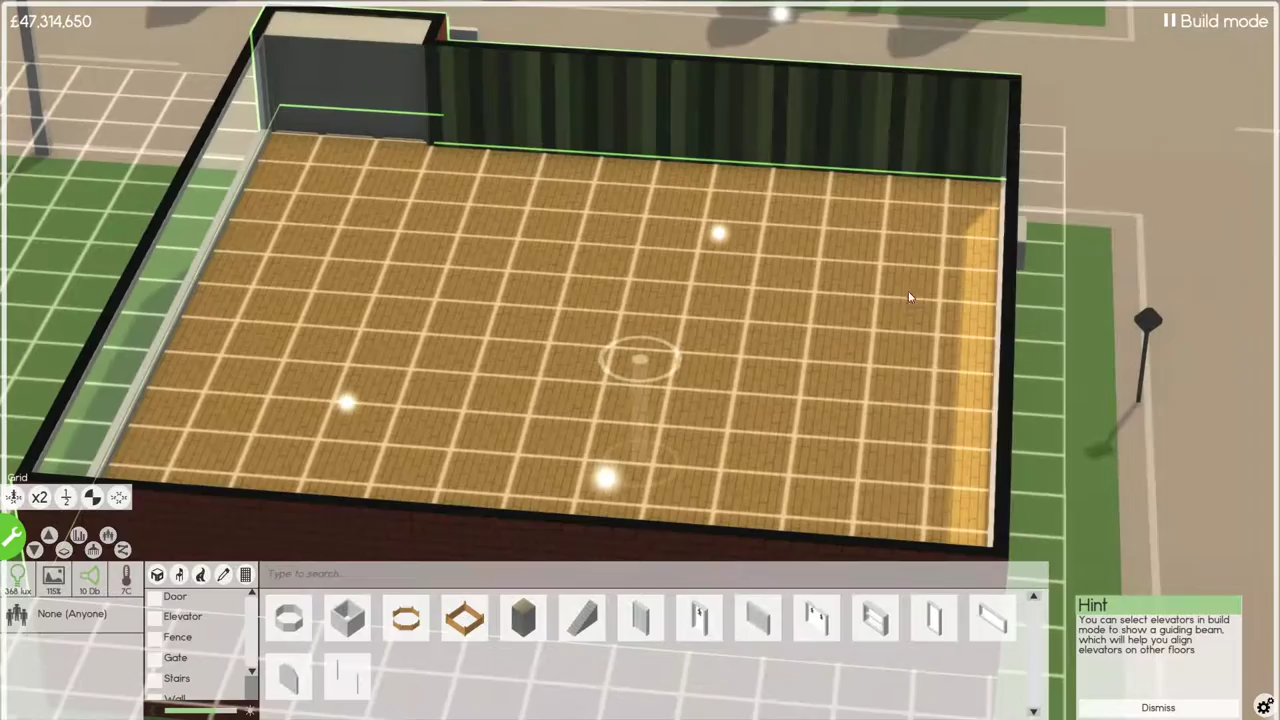 £47,314,650
Build mode
Grid
x2
1
2
368 lux
115%
10 Db
7C
None (Anyone)
Type to search...
Door
Elevator
Fence
Gate
Stairs
Wall
Hint
You can select elevators in build
mode to show a guiding beam,
which will help you align
elevators on other floors
Dismiss